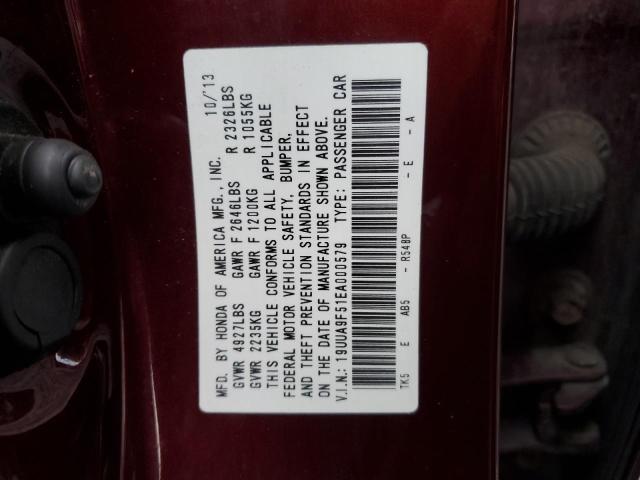 MFD. BY HONDA OF AMERICA MFG., INC. 10/'13
GVWR 4927LBS GAWR F 2646LBS R 2326LBS
GVWR 2235KG GAWR F 1200KG R 1055KG
THIS VEHICLE CONFORMS TO ALL APPLICABLE
FEDERAL MOTOR VEHICLE SAFETY, BUMPER,
AND THEFT PREVENTION STANDARDS IN EFFECT
ON THE DATE OF MANUFACTURE SHOWN ABOVE.
V.I.N.: 19UUA9F51EA000579 TYPE: PASSENGER CAR
TK5 E AB5 - R548P - E - A